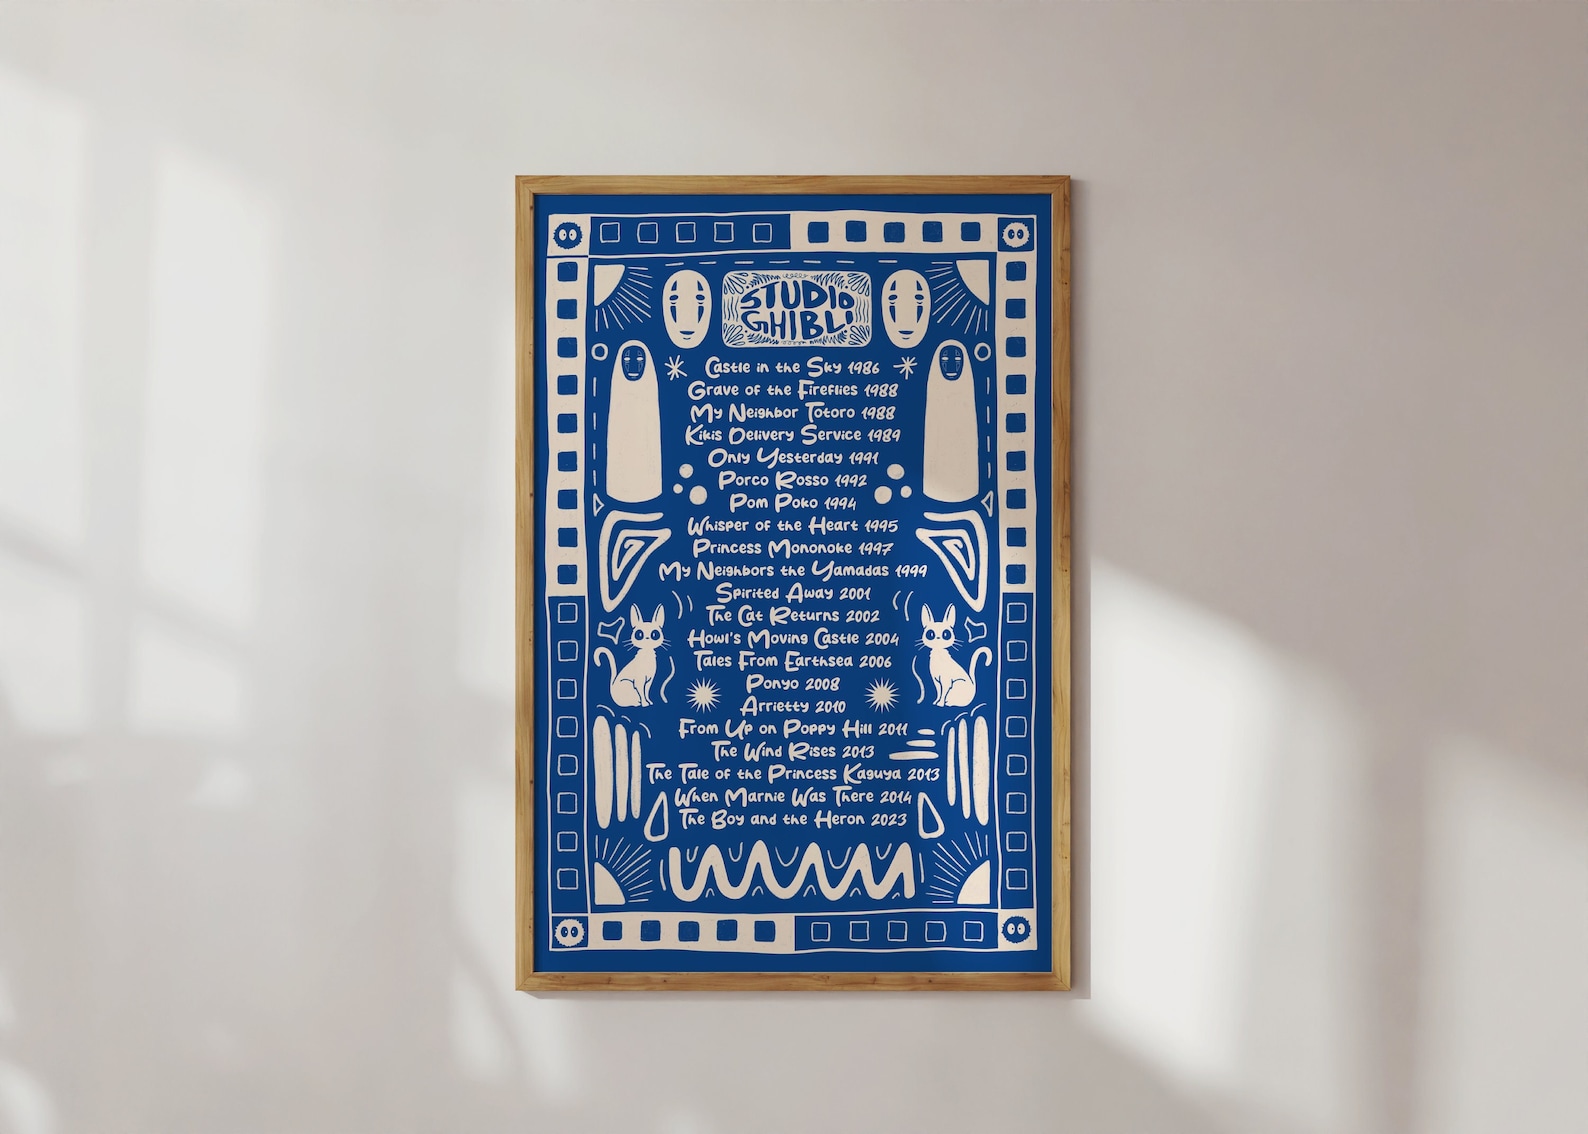 STUDIO
GHIBLI
Castle in the Sky 1986
Grave of the Fireflies 1988
My Neighbor Totoro 1988
Kikis Delivery Service 1989
Only Yesterday 1991
Porco Rosso 1992
Pom Poko 1994
Whisper of the Heart 1995
Princess Mononoke 1997
My Neighbors the Yamadas 1999
Spirited Away 2001
The Cat Returns 2002
Howl's Moving Castle 2004
Tales From Earthsea 2006
Ponyo 2008
Arrietty 2010
From Up on Poppy Hill 2011
The Wind Rises 2013
The Tale of the Princess Kaguya 2013
When Marnie Was There 2014
The Boy and the Heron 2023